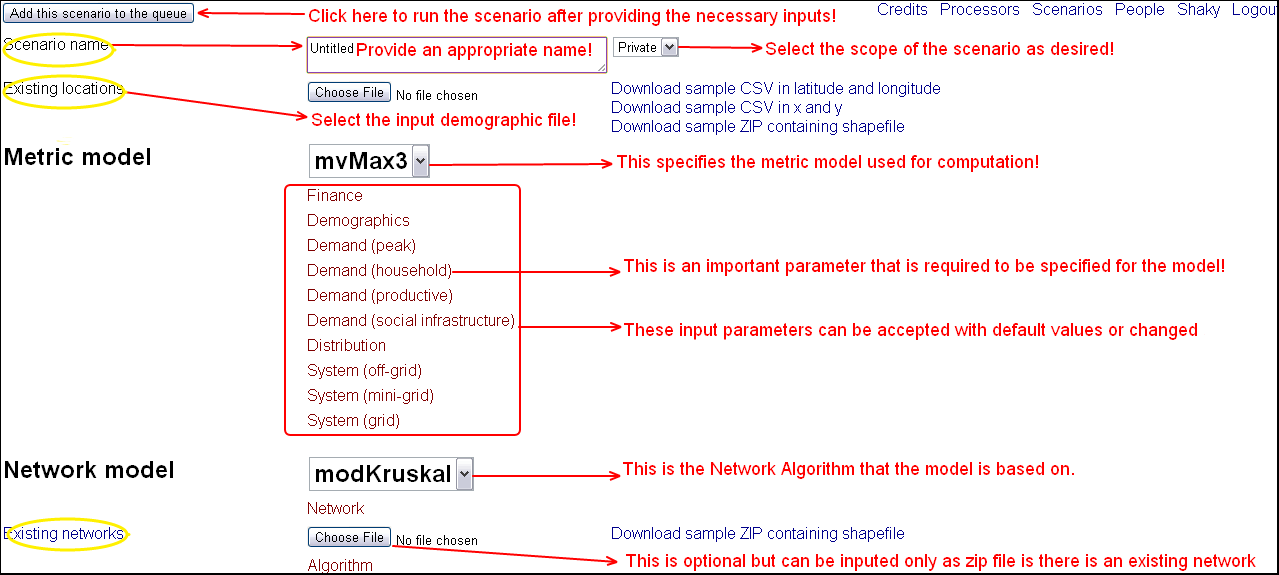 Add this scenario to the queue Click here to run the scenario after providing the necessary inputs! Credits Processors Scenarios People Shaky Logout
Scenario name Untitled Provide an appropriate name! Private Select the scope of the scenario as desired!
Existing locations Choose File No file chosen Download sample CSV in latitude and longitude
Download sample CSV in x and y
Select the input demographic file! Download sample ZIP containing shapefile
Metric model mvMax3 This specifies the metric model used for computation!
Finance
Demographics
Demand (peak)
Demand (household) This is an important parameter that is required to be specified for the model!
Demand (productive)
Demand (social infrastructure) These input parameters can be accepted with default values or changed
Distribution
System (off-grid)
System (mini-grid)
System (grid)
Network model modKruskal This is the Network Algorithm that the model is based on.
Network
Existing networks Choose File No file chosen Download sample ZIP containing shapefile
Algorithm This is optional but can be inputed only as zip file is there is an existing network